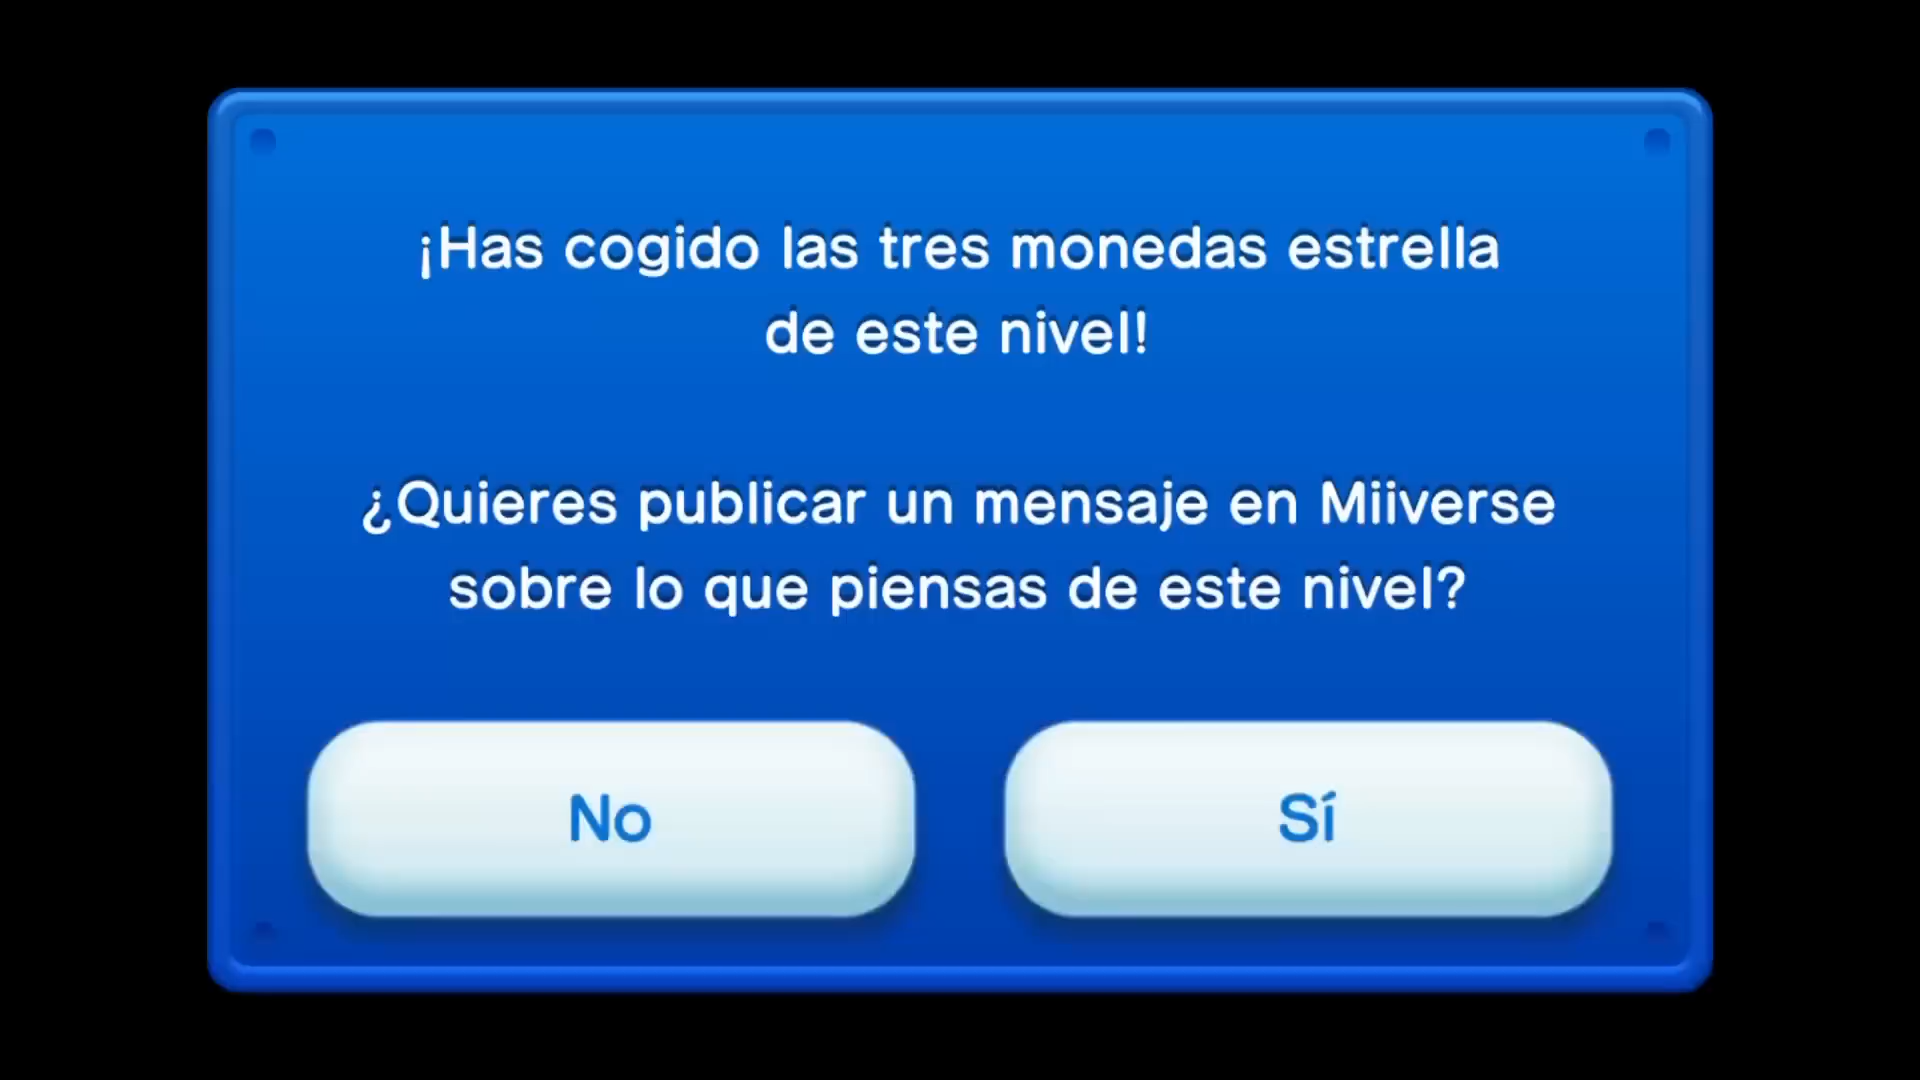 ¡Has cogido las tres monedas estrella
de este nivel!
¿Quieres publicar un mensaje en Miiverse
sobre lo que piensas de este nivel?
No
Sí